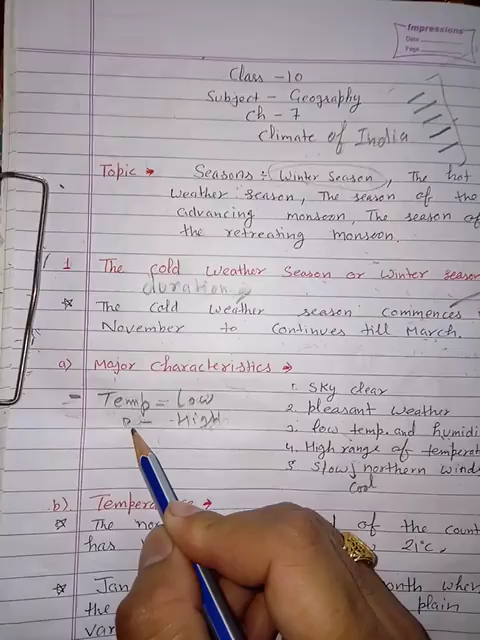 Impressions
Date
Page
Class - 10
Subject - Geography
Ch - 7
Climate of India
Topic → Seasons :- Winter Season, The hot
weather season, The season of the
advancing monsoon, The season of
the retreating monsoon.
1 The cold weather Season or Winter season
duration
☆ The cold weather season commences
November to continues till March.
a) Major Characteristics →
Temp = Low
P = - High
1. Sky clear
2. pleasant weather
3. low temp. and humidi
4. High range of temperat
5. Slow northern winds
Cool
b). Temperature →
☆ The nor of the count
has 21°c.
☆ Jan onth when
the plain
var